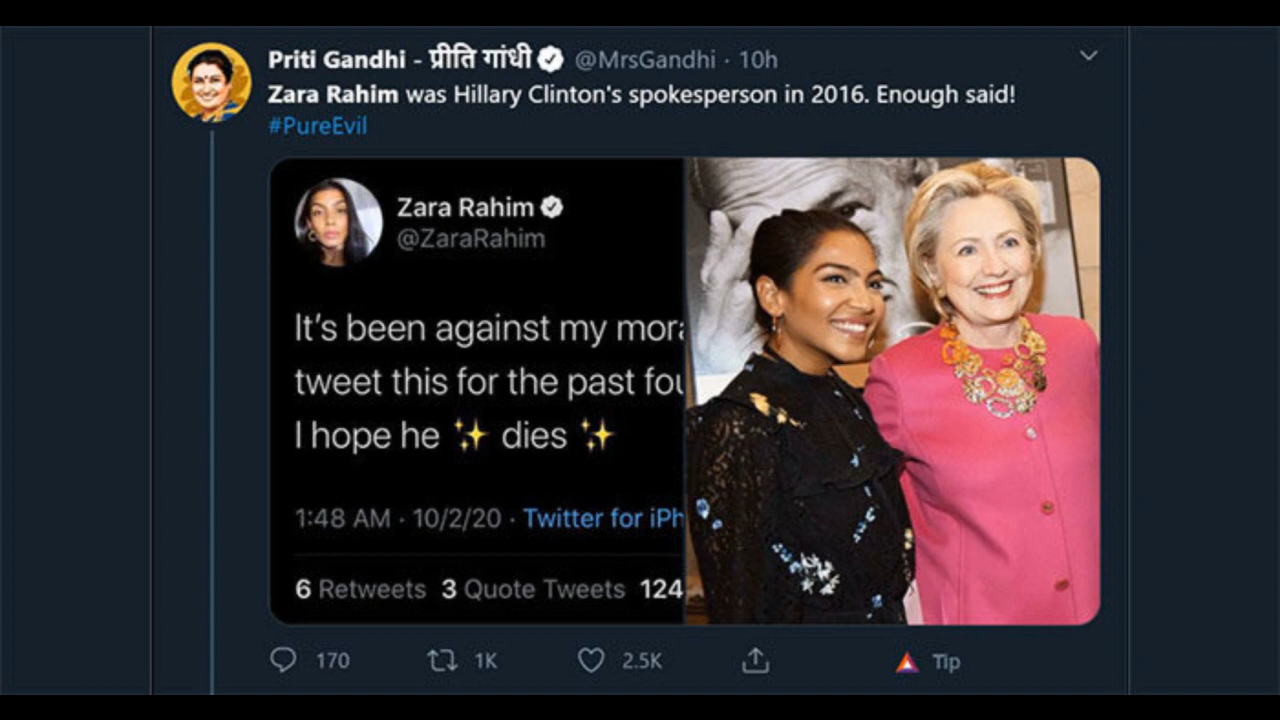 Priti Gandhi - प्रीति गांधी @MrsGandhi · 10h
Zara Rahim was Hillary Clinton's spokesperson in 2016. Enough said!
#PureEvil
Zara Rahim
@ZaraRahim
It's been against my mora
tweet this for the past fou
I hope he ✨ dies ✨
1:48 AM · 10/2/20 · Twitter for iPh
6 Retweets 3 Quote Tweets 124
170 1K 2.5K Tip